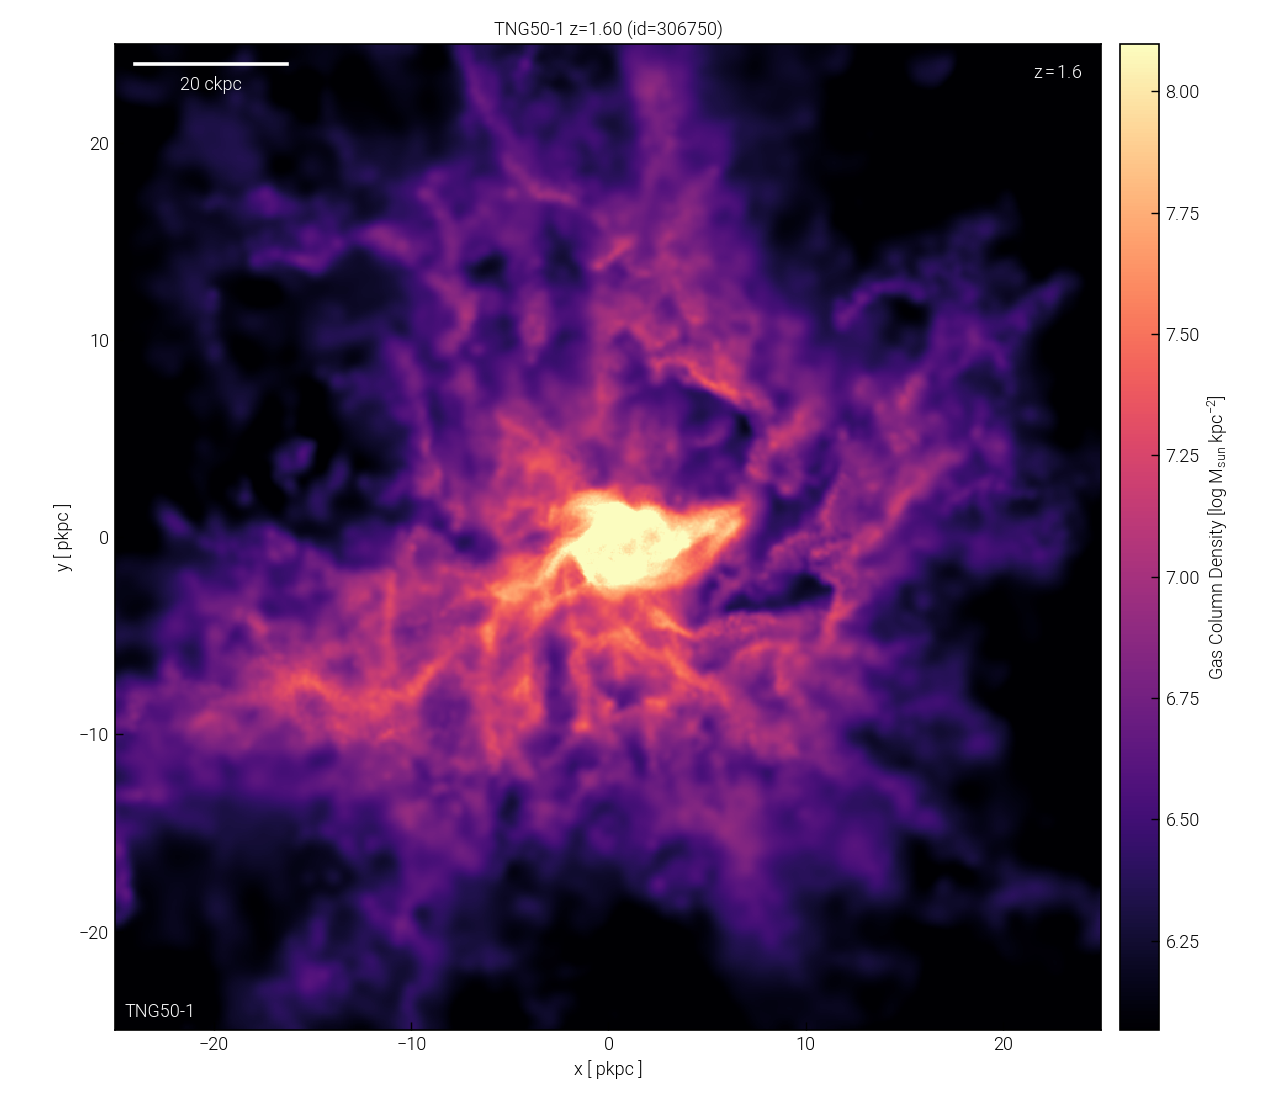 TNG50-1 z=1.60 (id=306750)
20 ckpc
z=1.6
8.00
7.75
7.50
7.25
7.00
6.75
6.50
6.25
Gas Column Density [log M_sun kpc^−2]
20
10
0
−10
−20
y [ pkpc ]
TNG50-1
−20
−10
0
10
20
x [ pkpc ]